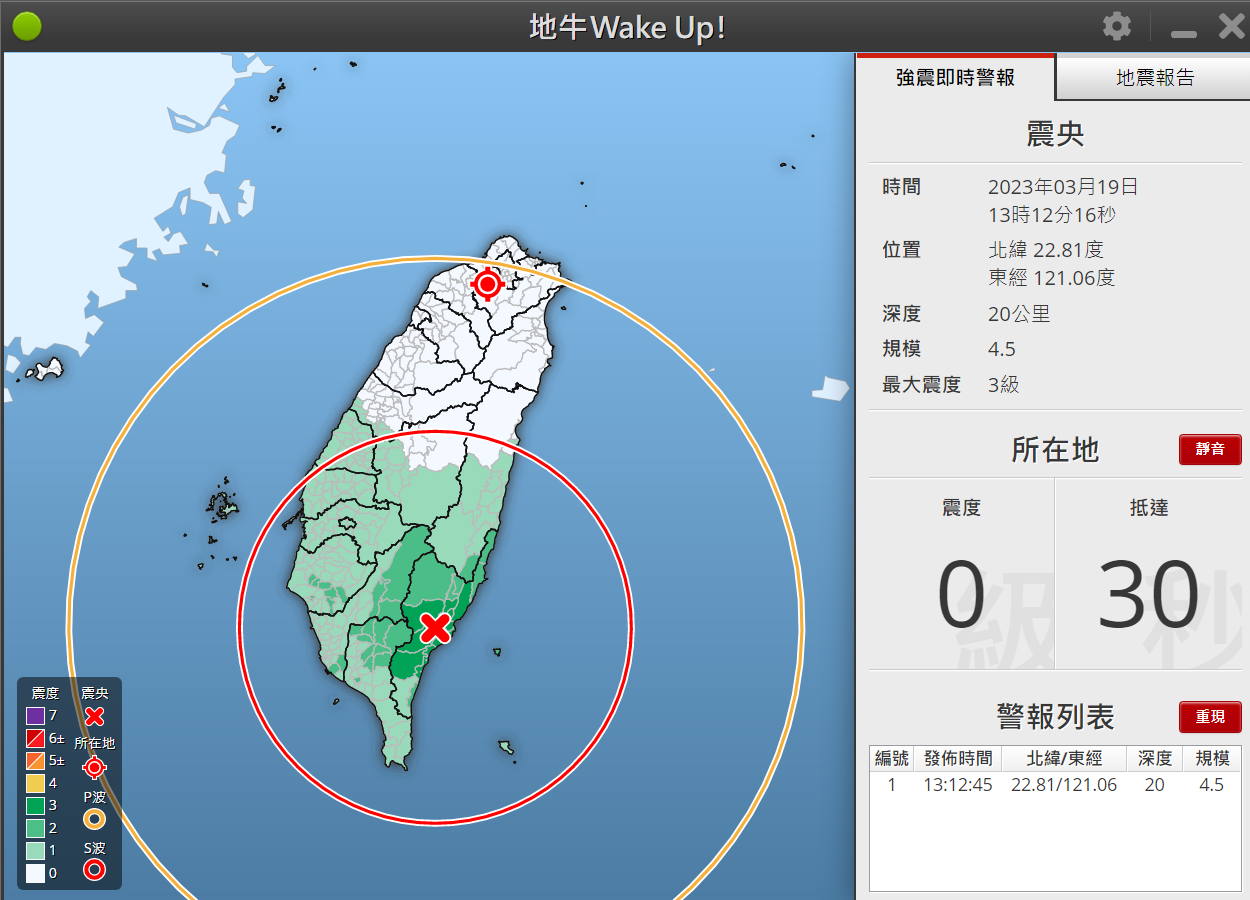 地牛Wake Up!
強震即時警報
地震報告
震央
時間
2023年03月19日
13時12分16秒
位置
北緯 22.81度
東經 121.06度
深度
20公里
規模
4.5
最大震度
3級
所在地
靜音
震度
抵達
0
級
30
秒
警報列表
重現
編號 發佈時間 北緯/東經 深度 規模
1 13:12:45 22.81/121.06 20 4.5
震度
7
6±
5±
4
3
2
1
0
震央
所在地
P波
S波